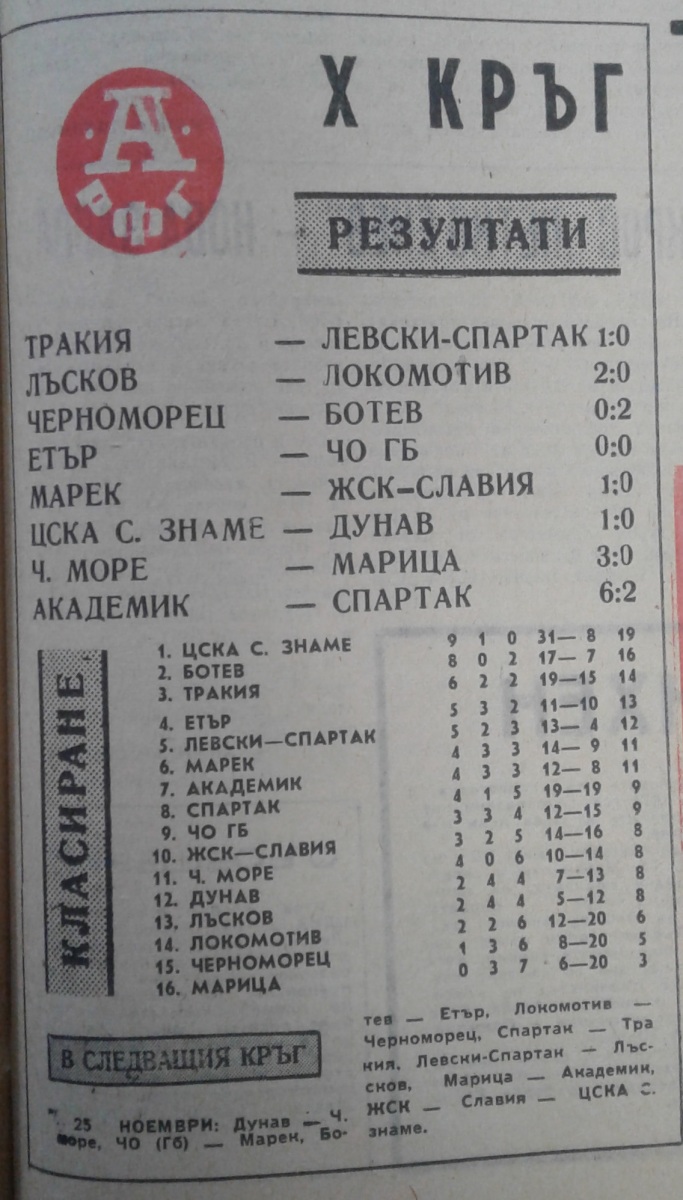 А
РФГ
X КРЪГ
РЕЗУЛТАТИ
ТРАКИЯ — ЛЕВСКИ-СПАРТАК 1:0
ЛЪСКОВ — ЛОКОМОТИВ 2:0
ЧЕРНОМОРЕЦ — БОТЕВ 0:2
ЕТЪР — ЧО ГБ 0:0
МАРЕК — ЖСК–СЛАВИЯ 1:0
ЦСКА С. ЗНАМЕ — ДУНАВ 1:0
Ч. МОРЕ — МАРИЦА 3:0
АКАДЕМИК — СПАРТАК 6:2
КЛАСИРАНЕ
1. ЦСКА С. ЗНАМЕ 9 1 0 31— 8 19
2. БОТЕВ 8 0 2 17— 7 16
3. ТРАКИЯ 6 2 2 19—15 14
4. ЕТЪР 5 3 2 11—10 13
5. ЛЕВСКИ—СПАРТАК 5 2 3 13— 4 12
6. МАРЕК 4 3 3 14— 9 11
7. АКАДЕМИК 4 3 3 12— 8 11
8. СПАРТАК 4 1 5 19—19 9
9. ЧО ГБ 3 3 4 12—15 9
10. ЖСК—СЛАВИЯ 3 2 5 14—16 8
11. Ч. МОРЕ 4 0 6 10—14 8
12. ДУНАВ 2 4 4 7—13 8
13. ЛЪСКОВ 2 4 4 5—12 8
14. ЛОКОМОТИВ 2 2 6 12—20 6
15. ЧЕРНОМОРЕЦ 1 3 6 8—20 5
16. МАРИЦА 0 3 7 6—20 3
В СЛЕДВАЩИЯ КРЪГ
25 НОЕМВРИ: Дунав — Ч.
море, ЧО (Гб) — Марек, Бо-
тев — Етър, Локомотив —
Черноморец, Спартак — Тра
кия, Левски-Спартак — Лъс-
сков, Марица — Академик,
ЖСК — Славия — ЦСКА С.
знаме.